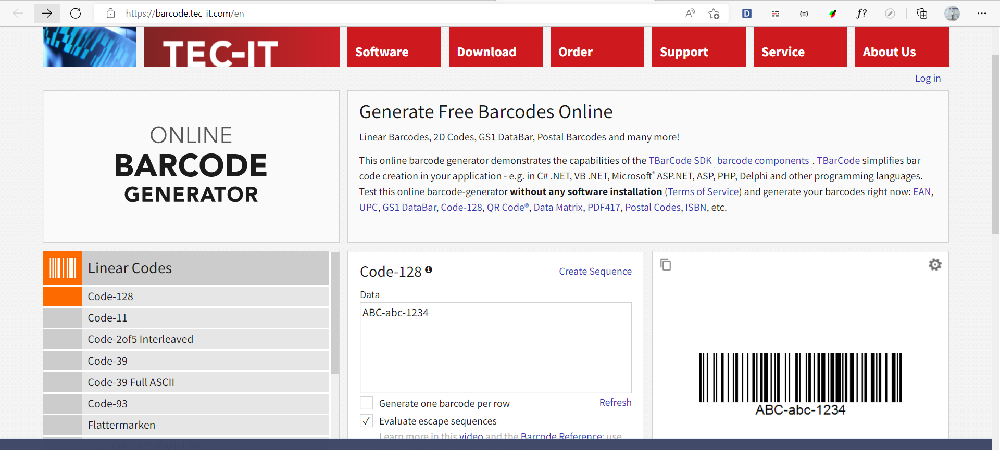 https://barcode.tec-it.com/en
TEC-IT
Software
Download
Order
Support
Service
About Us
Log in
ONLINE
BARCODE
GENERATOR
Generate Free Barcodes Online
Linear Barcodes, 2D Codes, GS1 DataBar, Postal Barcodes and many more!
This online barcode generator demonstrates the capabilities of the TBarCode SDK barcode components . TBarCode simplifies bar
code creation in your application - e.g. in C# .NET, VB .NET, Microsoft® ASP.NET, ASP, PHP, Delphi and other programming languages.
Test this online barcode-generator without any software installation (Terms of Service) and generate your barcodes right now: EAN,
UPC, GS1 DataBar, Code-128, QR Code®, Data Matrix, PDF417, Postal Codes, ISBN, etc.
Linear Codes
Code-128
Code-11
Code-2of5 Interleaved
Code-39
Code-39 Full ASCII
Code-93
Flattermarken
Code-128
Create Sequence
Data
ABC-abc-1234
Generate one barcode per row
Refresh
Evaluate escape sequences
Learn more in this video and the Barcode Reference; use
ABC-abc-1234